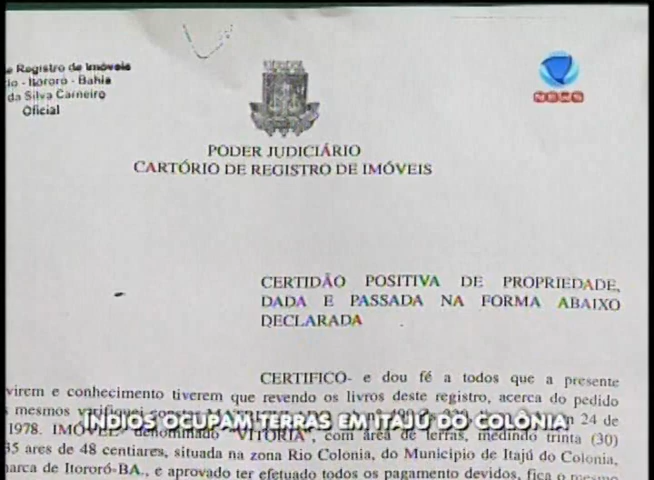 e Registro de Imóveis
io - Itororó - Bahia
da Silva Carneiro
Oficial
NEWS
PODER JUDICIÁRIO
CARTÓRIO DE REGISTRO DE IMÓVEIS
CERTIDÃO POSITIVA DE PROPRIEDADE,
DADA E PASSADA NA FORMA ABAIXO
DECLARADA
CERTIFICO- e dou fé a todos que a presente
virem e conhecimento tiverem que revendo os livros deste registro, acerca do pedido
mesmos verifiquei 24 de
ÍNDIOS OCUPAM TERRAS EM ITAJÚ DO COLÔNIA
1978. IMÓVEL- denominado "VITÓRIA", com área de terras, medindo trinta (30)
35 ares de 48 centiares, situada na zona Rio Colonia, do Municipio de Itajú do Colonia,
marca de Itororó-BA., e aprovado ter efetuado todos os pagamento devidos, fica o mesmo